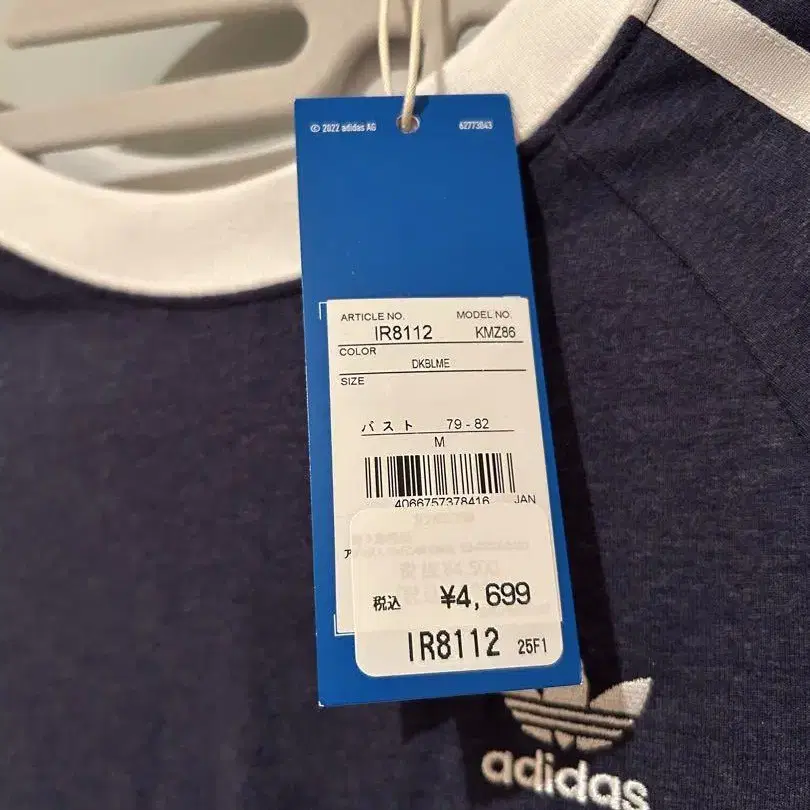 © 2022 adidas AG 62773843
ARTICLE NO. MODEL NO.
IR8112 KMZ86
COLOR
DKBLME
SIZE
バスト 79 - 82
M
4066757378416 JAN
税込 ¥4,699
IR8112 25F1
adidas